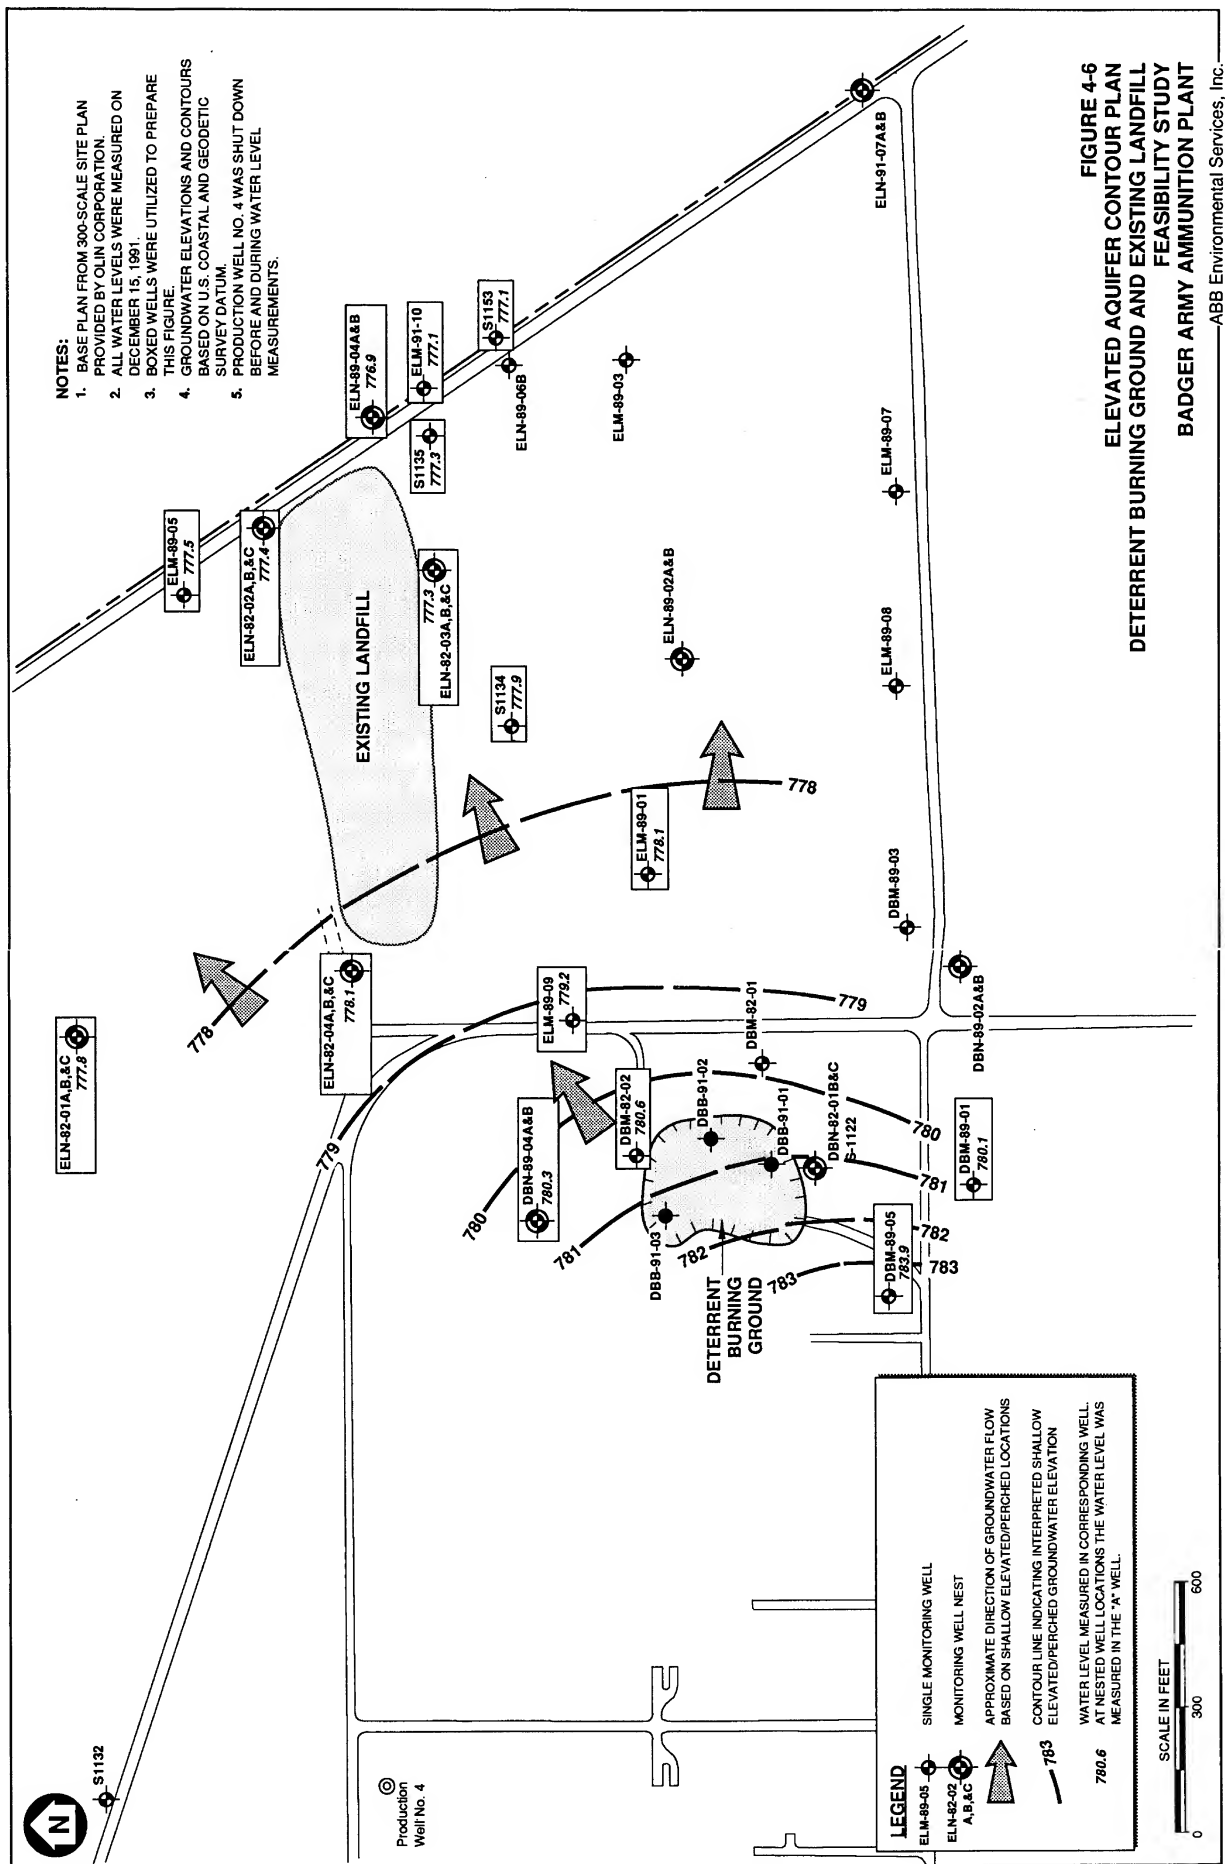 NOTES:
1. BASE PLAN FROM 300-SCALE SITE PLAN
PROVIDED BY OLIN CORPORATION.
2. ALL WATER LEVELS WERE MEASURED ON
DECEMBER 15, 1991.
3. BOXED WELLS WERE UTILIZED TO PREPARE
THIS FIGURE.
4. GROUNDWATER ELEVATIONS AND CONTOURS
BASED ON U.S. COASTAL AND GEODETIC
SURVEY DATUM.
5. PRODUCTION WELL NO. 4 WAS SHUT DOWN
BEFORE AND DURING WATER LEVEL
MEASUREMENTS.
N
S1132
Production
Well No. 4
ELN-82-01A,B,&C
777.8
ELM-89-05
777.5
ELN-82-02A,B,&C
777.4
ELN-89-04A&B
776.9
ELM-91-10
777.1
S1135
777.3
S1153
777.1
ELN-89-06B
ELM-89-03
EXISTING LANDFILL
777.3
ELN-82-03A,B,&C
S1134
777.9
ELN-82-04A,B,&C
778.1
778
779
ELM-89-09
779.2
ELM-89-01
778.1
ELN-89-02A&B
778
779
DBN-89-04A&B
780.3
780
DBM-82-02
780.6
781
DBB-91-02
DBM-82-01
DBB-91-01
DBB-91-03
782
DBN-82-01B&C
S-1122
783
DETERRENT
BURNING
GROUND
780
781
782
783
DBM-89-05
783.9
DBM-89-01
780.1
DBM-89-03
DBN-89-02A&B
ELM-89-08
ELM-89-07
ELN-91-07A&B
LEGEND
ELM-89-05 SINGLE MONITORING WELL
ELN-82-02
A,B,&C MONITORING WELL NEST
APPROXIMATE DIRECTION OF GROUNDWATER FLOW
BASED ON SHALLOW ELEVATED/PERCHED LOCATIONS
783 CONTOUR LINE INDICATING INTERPRETED SHALLOW
ELEVATED/PERCHED GROUNDWATER ELEVATION
780.6 WATER LEVEL MEASURED IN CORRESPONDING WELL.
AT NESTED WELL LOCATIONS THE WATER LEVEL WAS
MEASURED IN THE "A" WELL.
SCALE IN FEET
0 300 600
FIGURE 4-6
ELEVATED AQUIFER CONTOUR PLAN
DETERRENT BURNING GROUND AND EXISTING LANDFILL
FEASIBILITY STUDY
BADGER ARMY AMMUNITION PLANT
ABB Environmental Services, Inc.